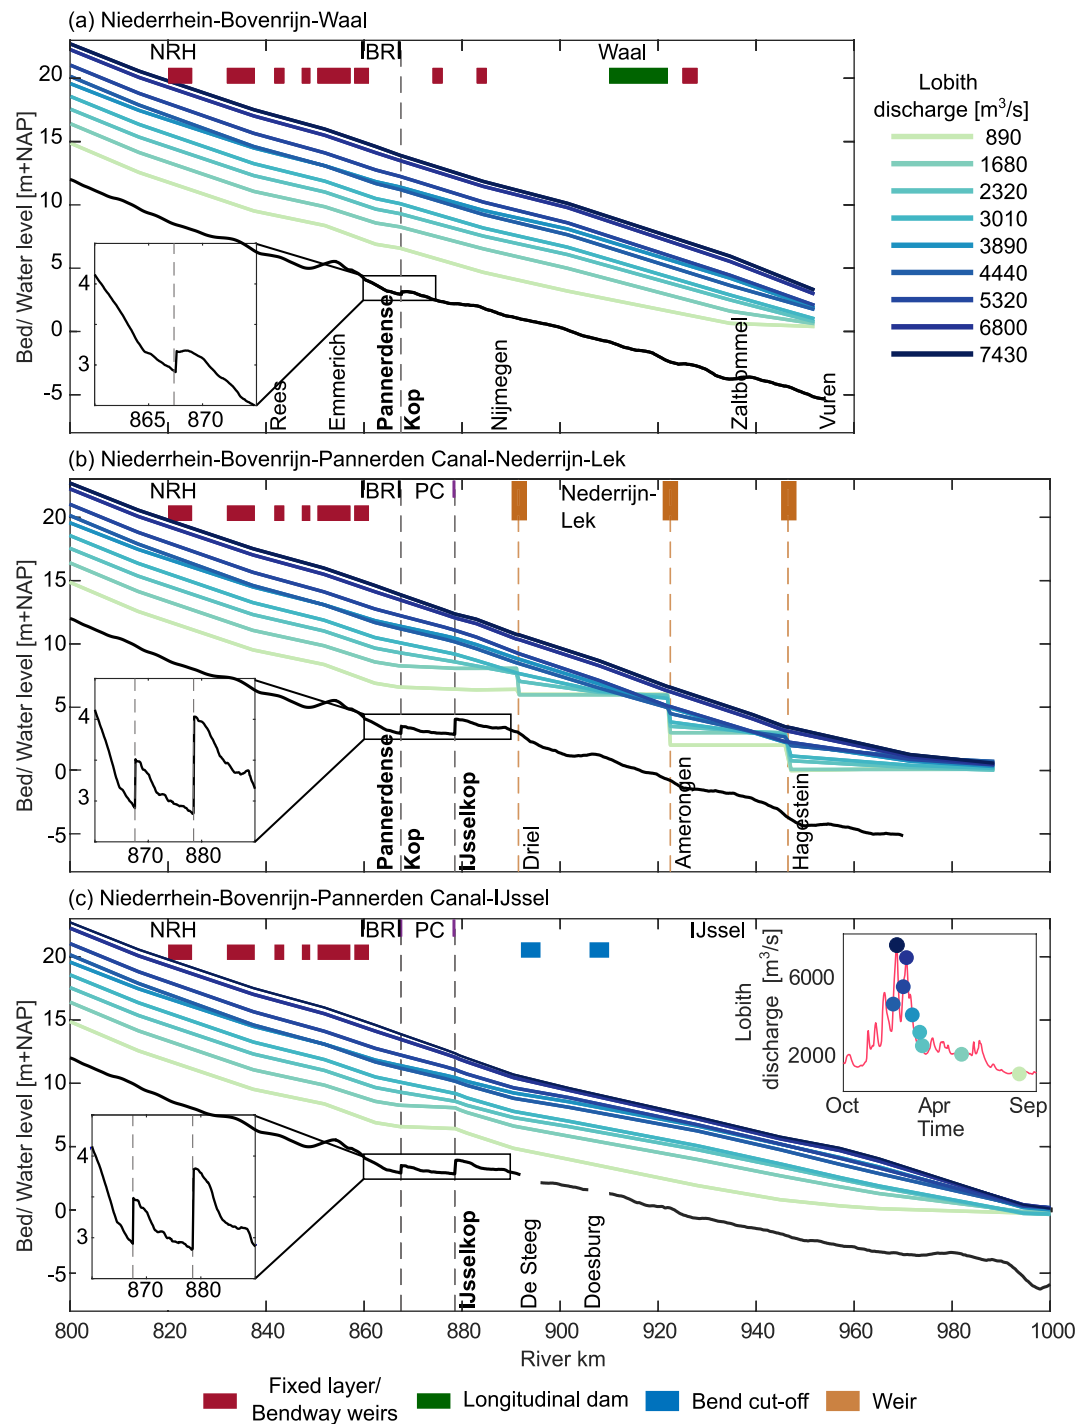 (a) Niederrhein-Bovenrijn-Waal
NRH
BR
Waal
20
15
10
5
0
-5
Bed/ Water level [m+NAP]
4
3
865
870
Rees
Emmerich
Pannerdense
Kop
Nijmegen
Zaltbommel
Vuren
Lobith
discharge [m³/s]
890
1680
2320
3010
3890
4440
5320
6800
7430
(b) Niederrhein-Bovenrijn-Pannerden Canal-Nederrijn-Lek
NRH
BR
PC
Nederrijn-
Lek
20
15
10
5
0
-5
Bed/ Water level [m+NAP]
4
3
870
880
Pannerdense
Kop
IJsselkop
Driel
Amerongen
Hagestein
(c) Niederrhein-Bovenrijn-Pannerden Canal-IJssel
NRH
BR
PC
IJssel
20
15
10
5
0
-5
Bed/ Water level [m+NAP]
4
3
870
880
IJsselkop
De Steeg
Doesburg
Lobith
discharge [m³/s]
6000
2000
Oct
Apr
Sep
Time
800
820
840
860
880
900
920
940
960
980
1000
River km
Fixed layer/
Bendway weirs
Longitudinal dam
Bend cut-off
Weir